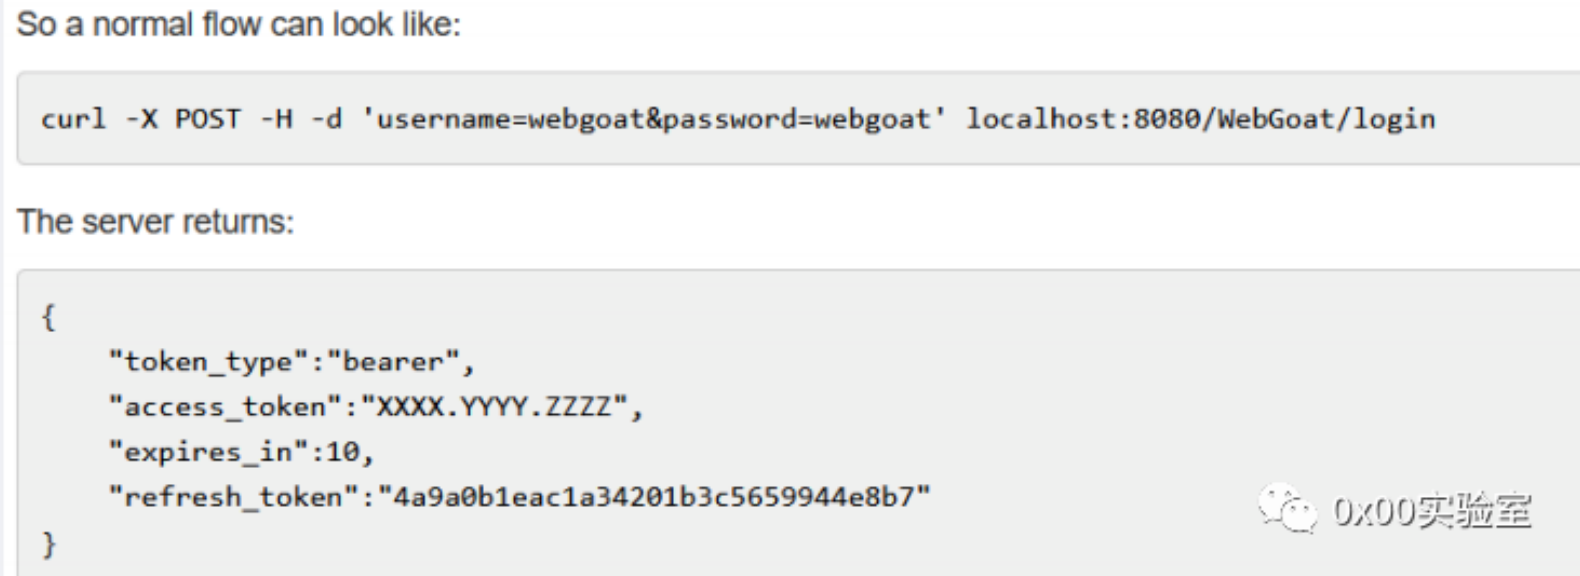 So a normal flow can look like:
curl -X POST -H -d 'username=webgoat&password=webgoat' localhost:8080/WebGoat/login
The server returns:
{
"token_type":"bearer",
"access_token":"XXXX.YYYY.ZZZZ",
"expires_in":10,
"refresh_token":"4a9a0b1eac1a34201b3c5659944e8b7"
}
0x00实验室